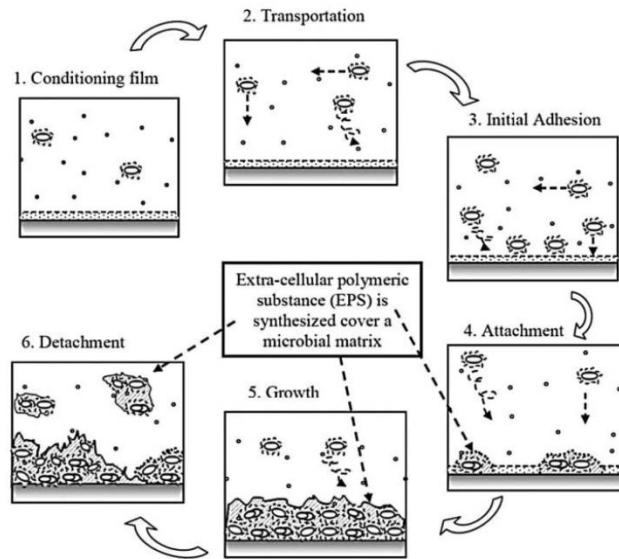 1. Conditioning film
2. Transportation
3. Initial Adhesion
Extra-cellular polymeric
substance (EPS) is
synthesized cover a
microbial matrix
4. Attachment
5. Growth
6. Detachment